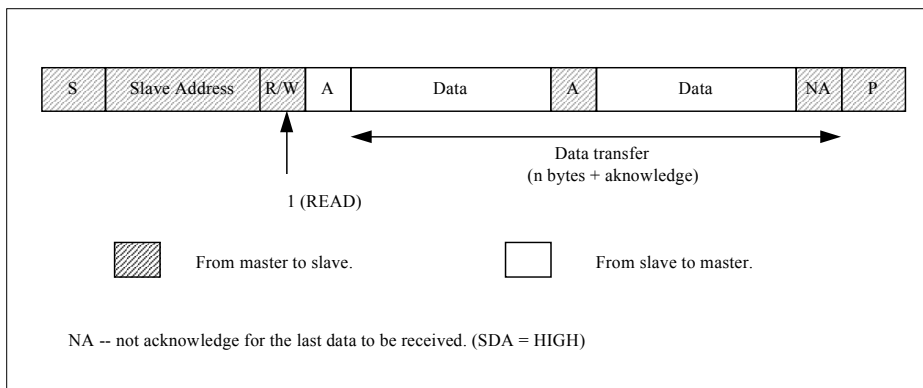 S Slave Address R/W A Data A Data NA P
Data transfer
(n bytes + aknowledge)
1 (READ)
From master to slave. From slave to master.
NA -- not acknowledge for the last data to be received. (SDA = HIGH)